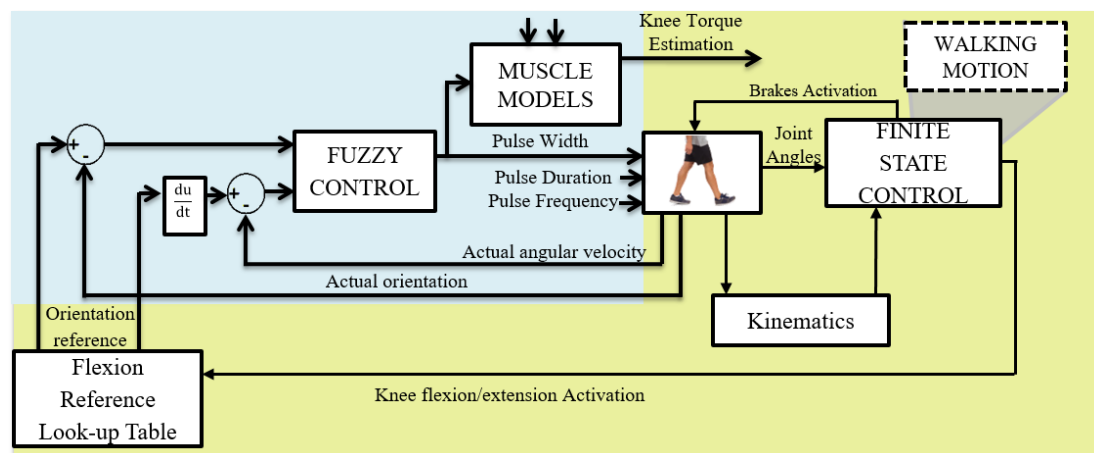 Knee Torque
Estimation
WALKING
MOTION
MUSCLE
MODELS
Brakes Activation
+
-
FUZZY
CONTROL
Pulse Width
Pulse Duration
Pulse Frequency
Joint
Angles
FINITE
STATE
CONTROL
du
dt
+
-
Actual angular velocity
Actual orientation
Orientation
reference
Kinematics
Flexion
Reference
Look-up Table
Knee flexion/extension Activation